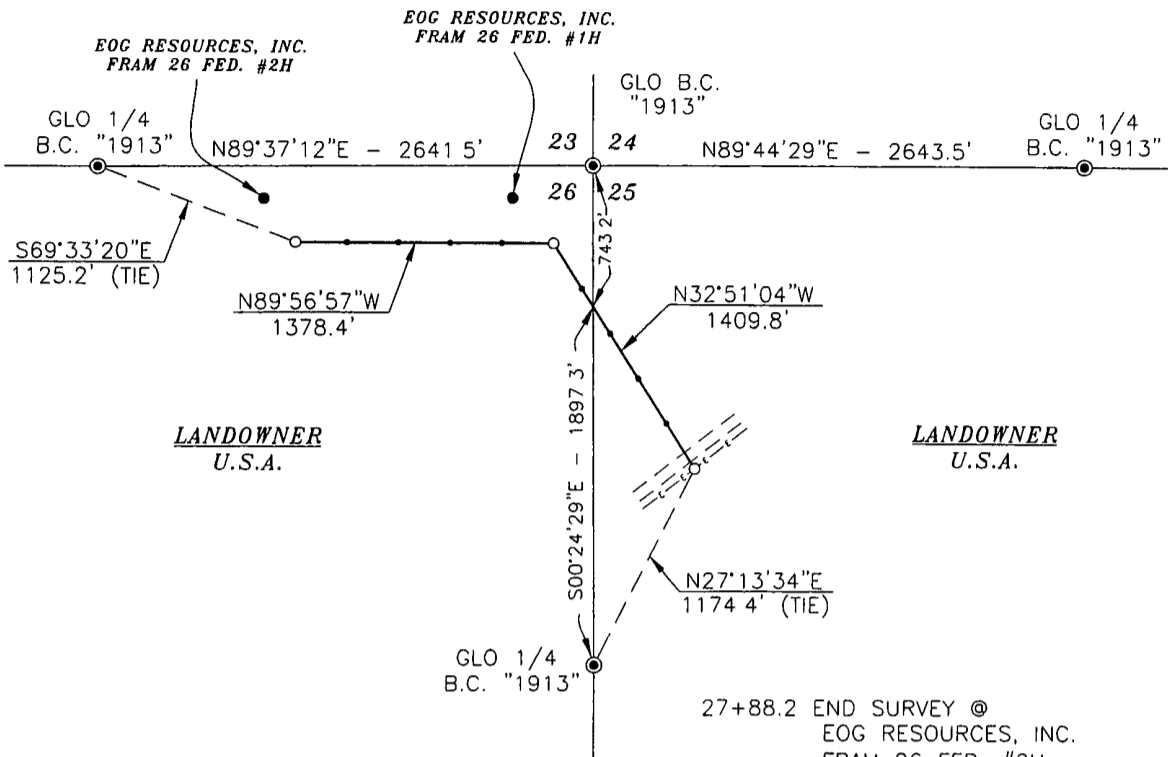 EOG RESOURCES, INC.
FRAM 26 FED. #1H
EOG RESOURCES, INC.
FRAM 26 FED. #2H
GLO B.C.
"1913"
GLO 1/4
B.C. "1913"
N89°37'12"E - 2641 5'
23 24
N89°44'29"E - 2643.5'
GLO 1/4
B.C. "1913"
26 25
743 2'
S69°33'20"E
1125.2' (TIE)
N89°56'57"W
1378.4'
N32°51'04"W
1409.8'
S00°24'29"E - 1897 3'
LANDOWNER
U.S.A.
LANDOWNER
U.S.A.
N27°13'34"E
1174 4' (TIE)
GLO 1/4
B.C. "1913"
27+88.2 END SURVEY @
EOG RESOURCES, INC.
FRAM 26 FED. #2H